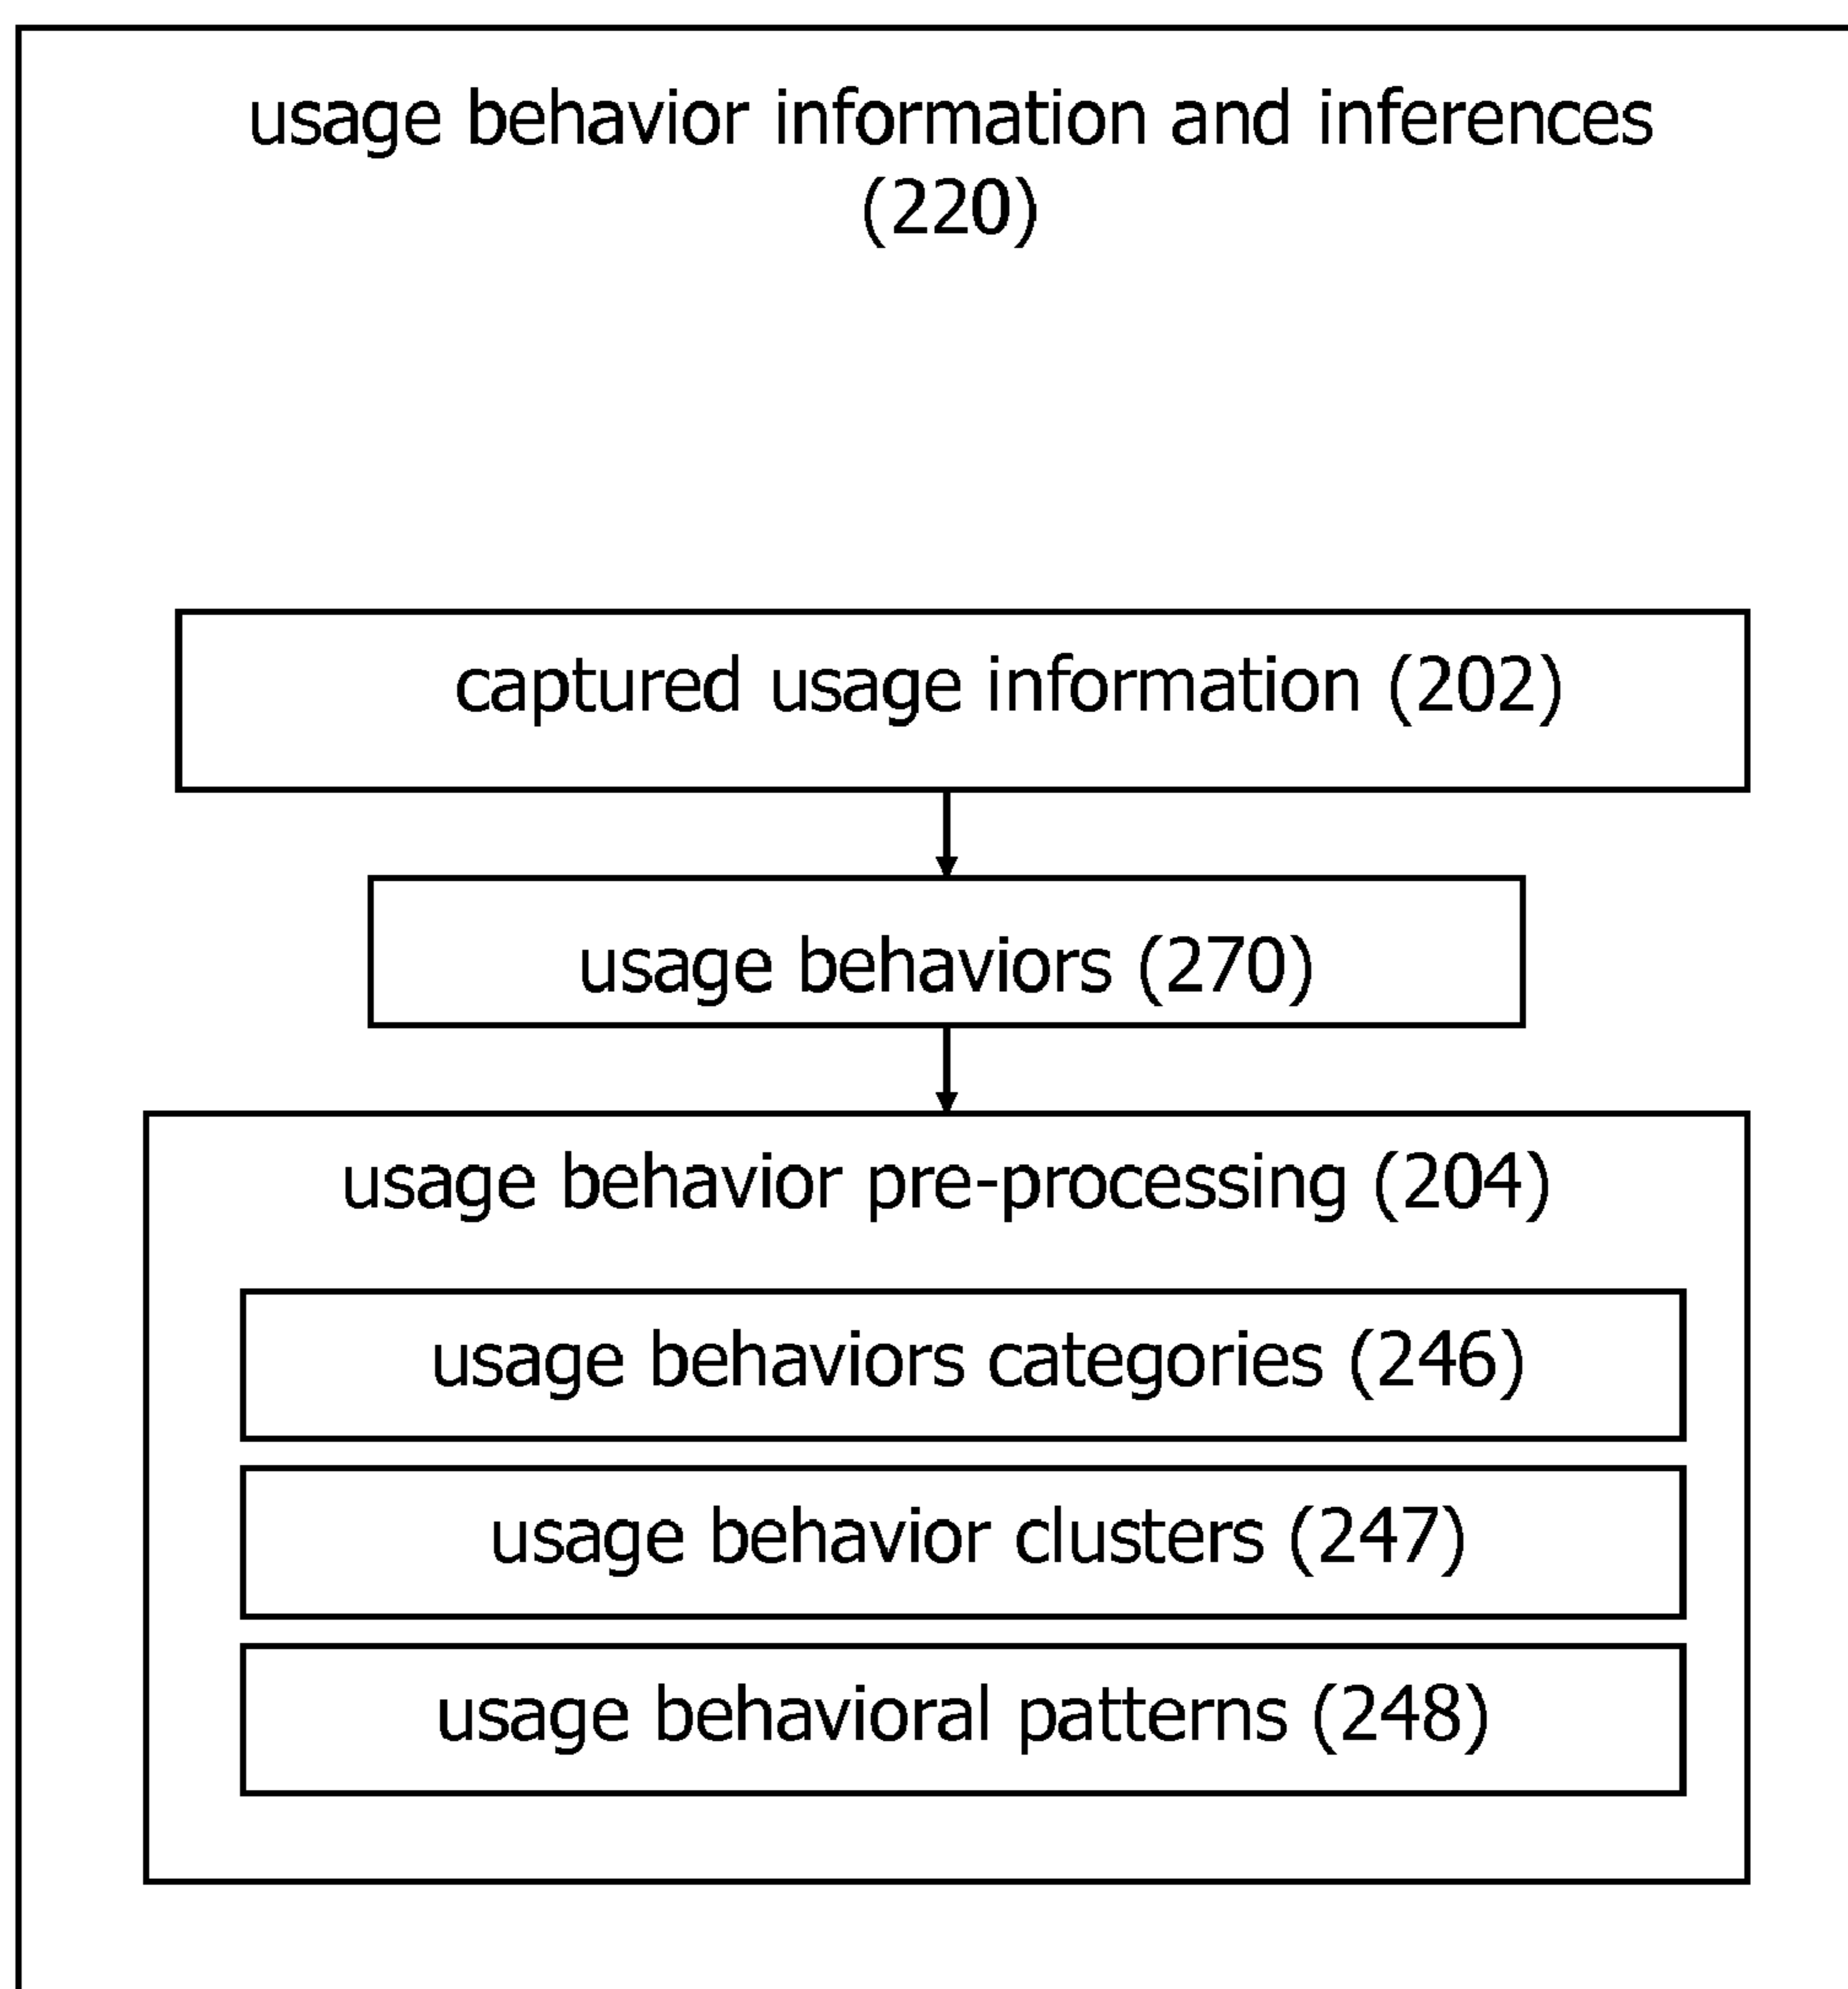 usage behavior information and inferences
(220)
captured usage information (202)
usage behaviors (270)
usage behavior pre-processing (204)
usage behaviors categories (246)
usage behavior clusters (247)
usage behavioral patterns (248)